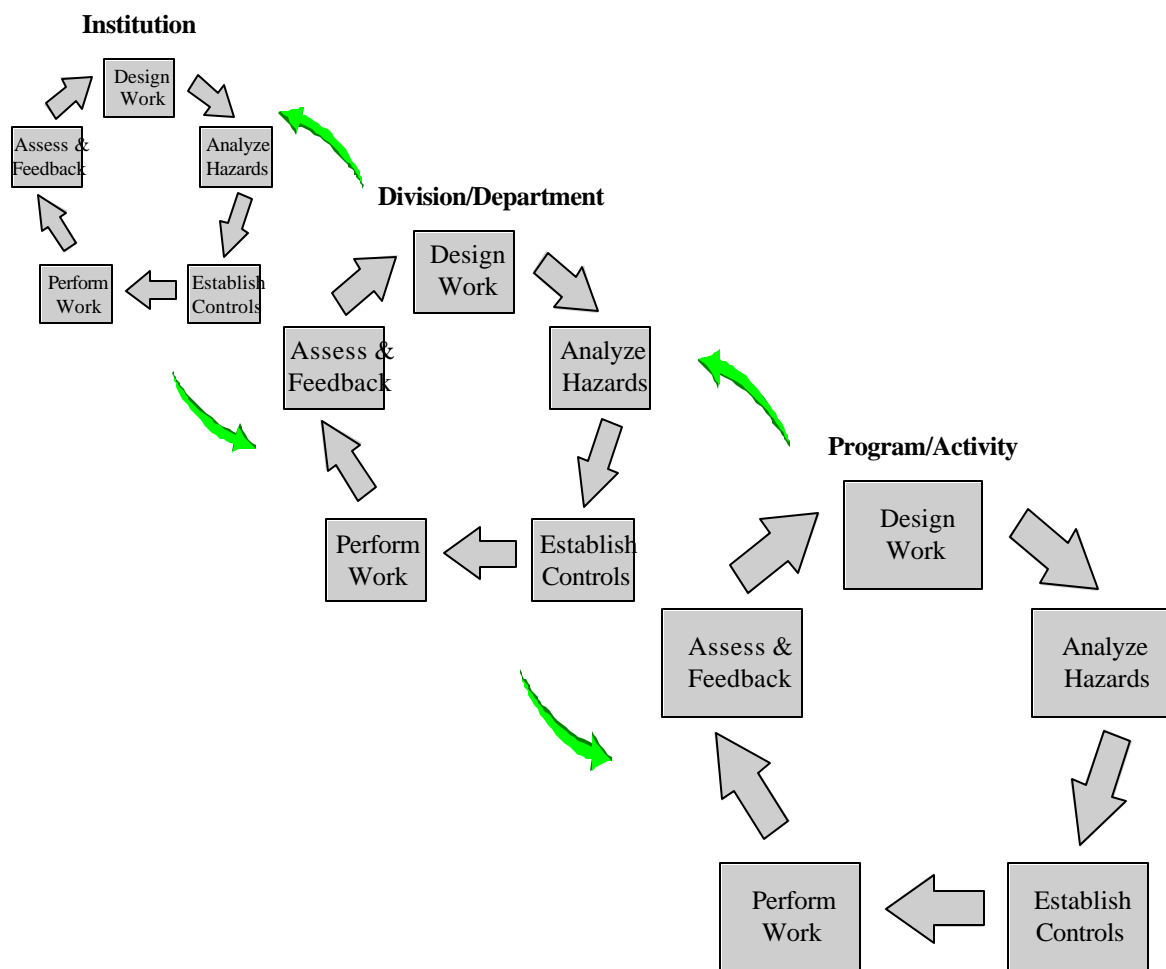 Institution
Design
Work
Analyze
Hazards
Establish
Controls
Perform
Work
Assess &
Feedback
Division/Department
Design
Work
Analyze
Hazards
Establish
Controls
Perform
Work
Assess &
Feedback
Program/Activity
Design
Work
Analyze
Hazards
Establish
Controls
Perform
Work
Assess &
Feedback